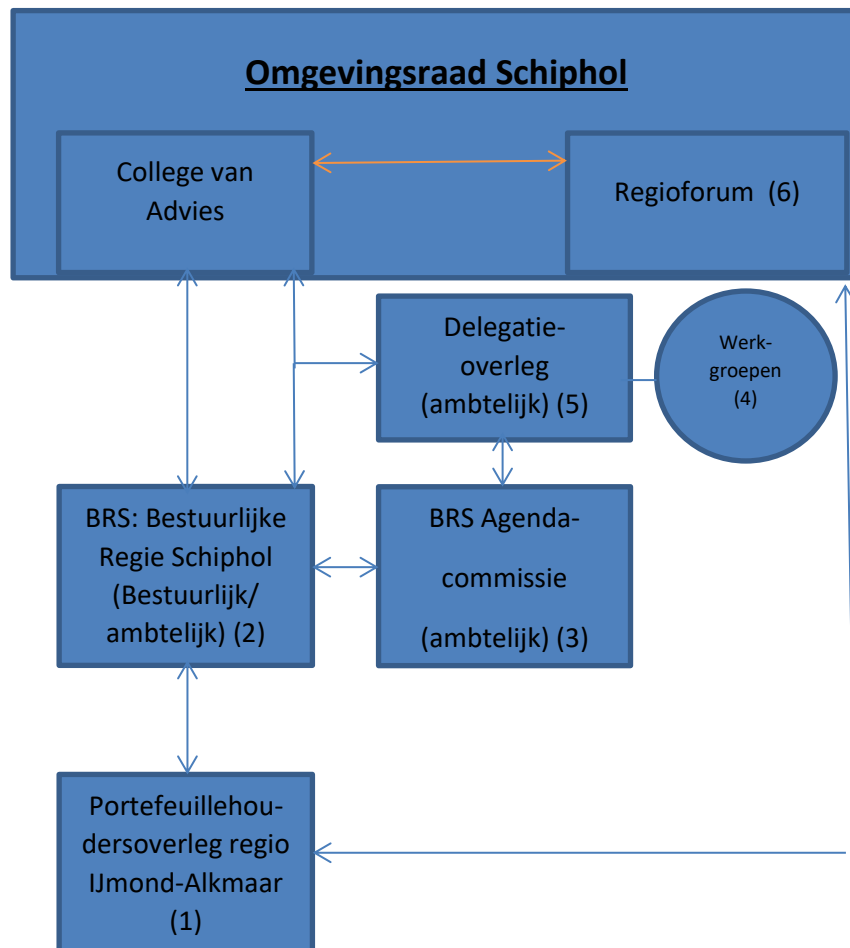 Omgevingsraad Schiphol
College van
Advies
Regioforum (6)
Delegatie-
overleg
(ambtelijk) (5)
Werk-
groepen
(4)
BRS: Bestuurlijke
Regie Schiphol
(Bestuurlijk/
ambtelijk) (2)
BRS Agenda-
commissie
(ambtelijk) (3)
Portefeuillehou-
dersoverleg regio
IJmond-Alkmaar
(1)